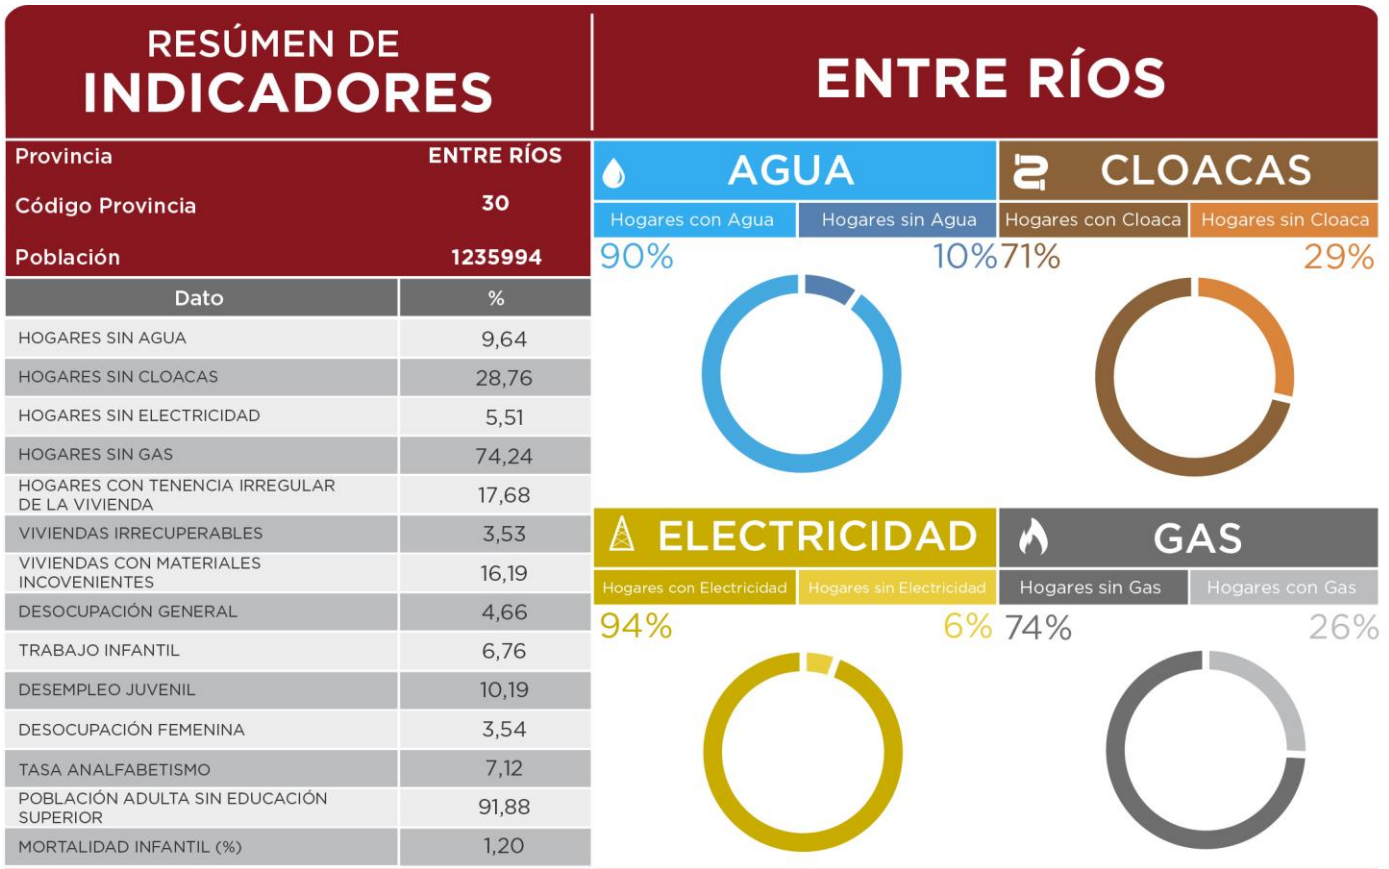 RESÚMEN DE
INDICADORES
ENTRE RÍOS
Provincia ENTRE RÍOS
Código Provincia 30
Población 1235994
Dato %
HOGARES SIN AGUA 9,64
HOGARES SIN CLOACAS 28,76
HOGARES SIN ELECTRICIDAD 5,51
HOGARES SIN GAS 74,24
HOGARES CON TENENCIA IRREGULAR
DE LA VIVIENDA 17,68
VIVIENDAS IRRECUPERABLES 3,53
VIVIENDAS CON MATERIALES
INCOVENIENTES 16,19
DESOCUPACIÓN GENERAL 4,66
TRABAJO INFANTIL 6,76
DESEMPLEO JUVENIL 10,19
DESOCUPACIÓN FEMENINA 3,54
TASA ANALFABETISMO 7,12
POBLACIÓN ADULTA SIN EDUCACIÓN
SUPERIOR 91,88
MORTALIDAD INFANTIL (%) 1,20
AGUA
Hogares con Agua Hogares sin Agua
90% 10%
CLOACAS
Hogares con Cloaca Hogares sin Cloaca
71% 29%
ELECTRICIDAD
Hogares con Electricidad Hogares sin Electricidad
94% 6%
GAS
Hogares sin Gas Hogares con Gas
74% 26%